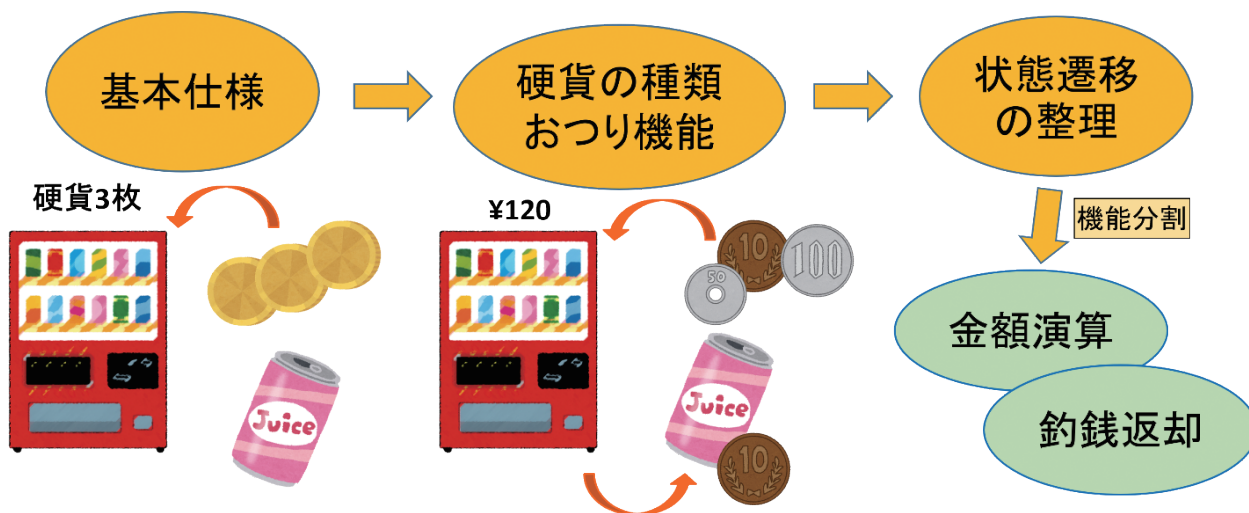 基本仕様
硬貨の種類
おつり機能
状態遷移
の整理
硬貨3枚
¥120
機能分割
10
100
50
Juice
Juice
10
金額演算
釣銭返却